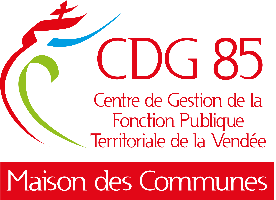 CDG 85
Centre de Gestion de la
Fonction Publique
Territoriale de la Vendée
Maison des Communes